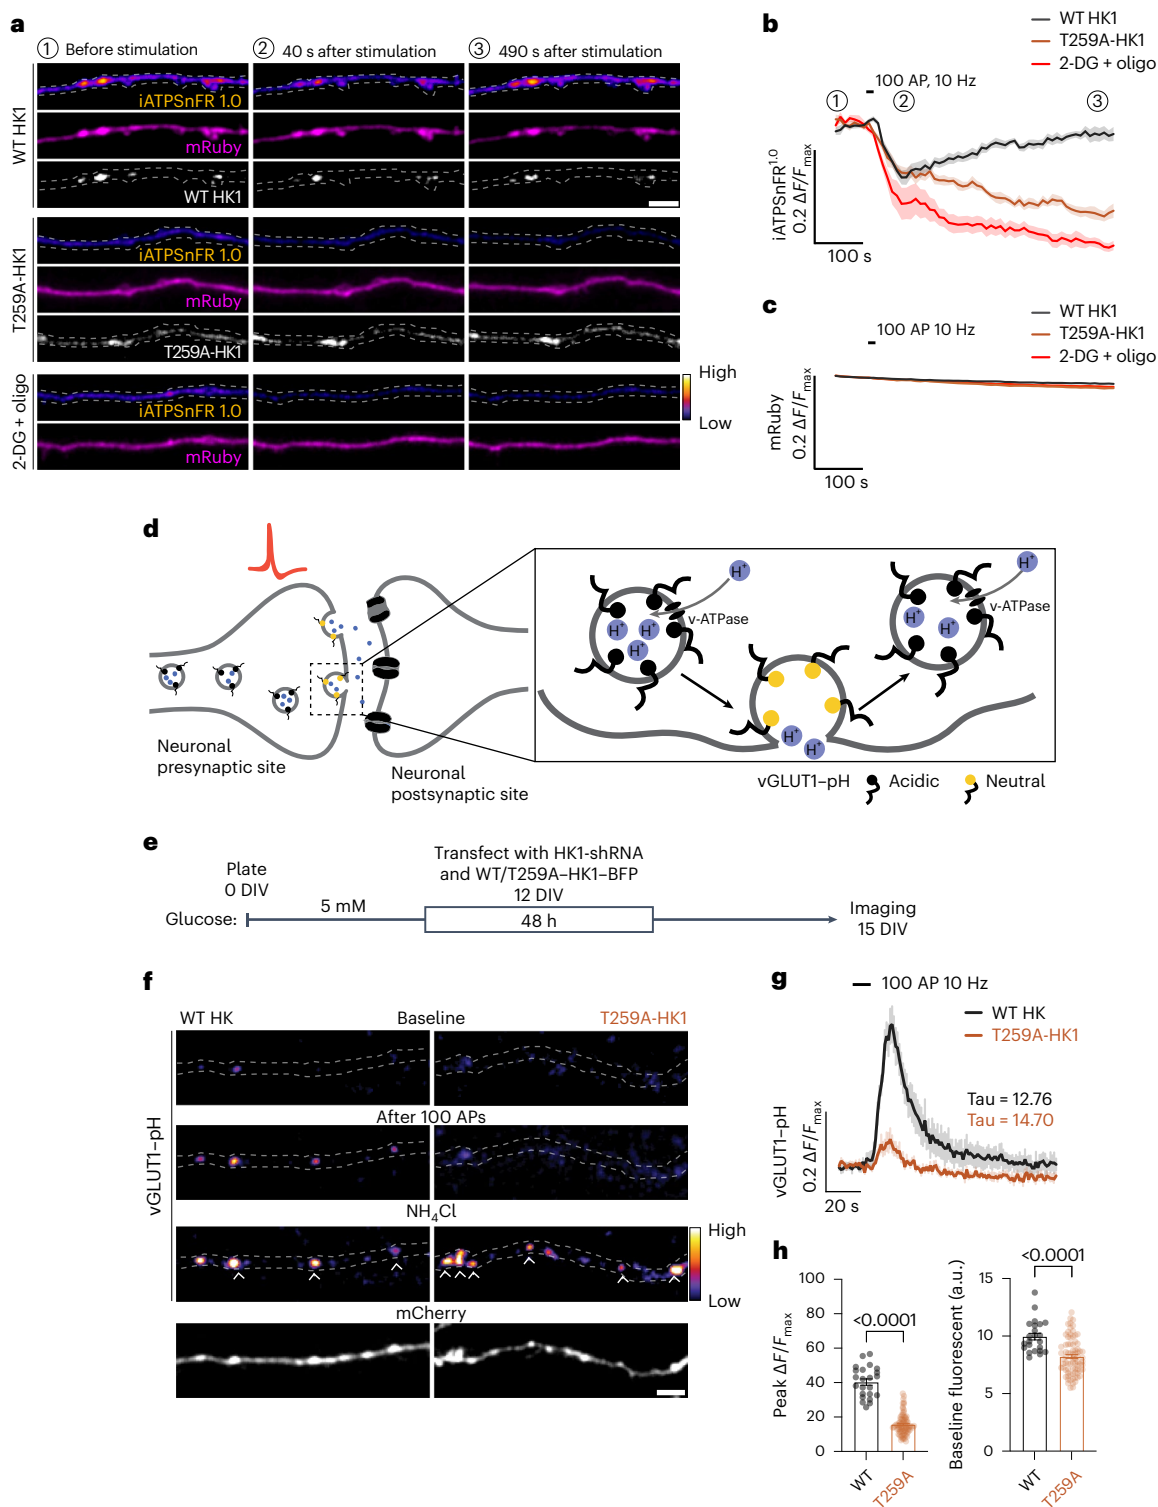 a
1 Before stimulation
2 40 s after stimulation
3 490 s after stimulation
WT HK1
iATPSnFR 1.0
mRuby
WT HK1
T259A-HK1
iATPSnFR 1.0
mRuby
T259A-HK1
2-DG + oligo
iATPSnFR 1.0
mRuby
High
Low
b
WT HK1
T259A-HK1
2-DG + oligo
100 AP, 10 Hz
1
2
3
iATPSnFR1.0
0.2 ΔF/Fmax
100 s
c
WT HK1
T259A-HK1
2-DG + oligo
100 AP 10 Hz
mRuby
0.2 ΔF/Fmax
100 s
d
Neuronal
presynaptic site
Neuronal
postsynaptic site
H+
v-ATPase
H+ H+
H+
H+
H+
H+
v-ATPase
H+
H+
vGLUT1–pH
Acidic
Neutral
e
Plate
0 DIV
Transfect with HK1-shRNA
and WT/T259A–HK1–BFP
12 DIV
Glucose:
5 mM
48 h
Imaging
15 DIV
f
WT HK
Baseline
T259A-HK1
After 100 APs
vGLUT1–pH
NH4Cl
High
Low
mCherry
g
100 AP 10 Hz
WT HK
T259A-HK1
Tau = 12.76
Tau = 14.70
vGLUT1–pH
0.2 ΔF/Fmax
20 s
h
Peak ΔF/Fmax
100
80
60
40
20
0
<0.0001
WT
T259A
Baseline fluorescent (a.u.)
15
10
5
0
<0.0001
WT
T259A